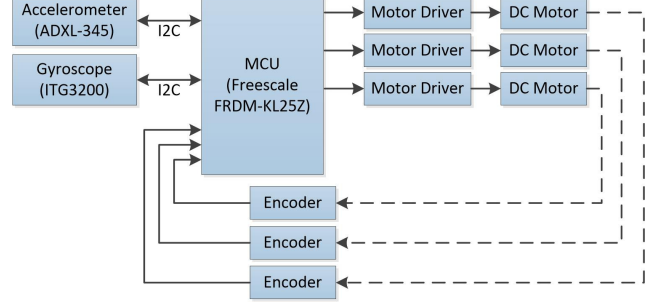 Accelerometer
(ADXL-345)
I2C
Gyroscope
(ITG3200)
I2C
MCU
(Freescale
FRDM-KL25Z)
Motor Driver
DC Motor
Motor Driver
DC Motor
Motor Driver
DC Motor
Encoder
Encoder
Encoder